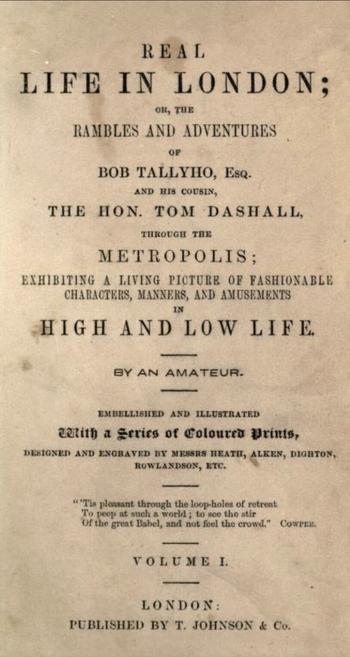 REAL
LIFE IN LONDON;
OR, THE
RAMBLES AND ADVENTURES
OF
BOB TALLYHO, Esq.
AND HIS COUSIN,
THE HON. TOM DASHALL,
THROUGH THE
METROPOLIS;
EXHIBITING A LIVING PICTURE OF FASHIONABLE
CHARACTERS, MANNERS, AND AMUSEMENTS
IN
HIGH AND LOW LIFE.
BY AN AMATEUR.
EMBELLISHED AND ILLUSTRATED
With a Series of Coloured Prints,
DESIGNED AND ENGRAVED BY MESSRS HEATH, ALKEN, DIGHTON,
ROWLANDSON, ETC.
"'Tis pleasant through the loop-holes of retreat
To peep at such a world; to see the stir
Of the great Babel, and not feel the crowd." COWPER.
VOLUME I.
LONDON:
PUBLISHED BY T. JOHNSON & Co.